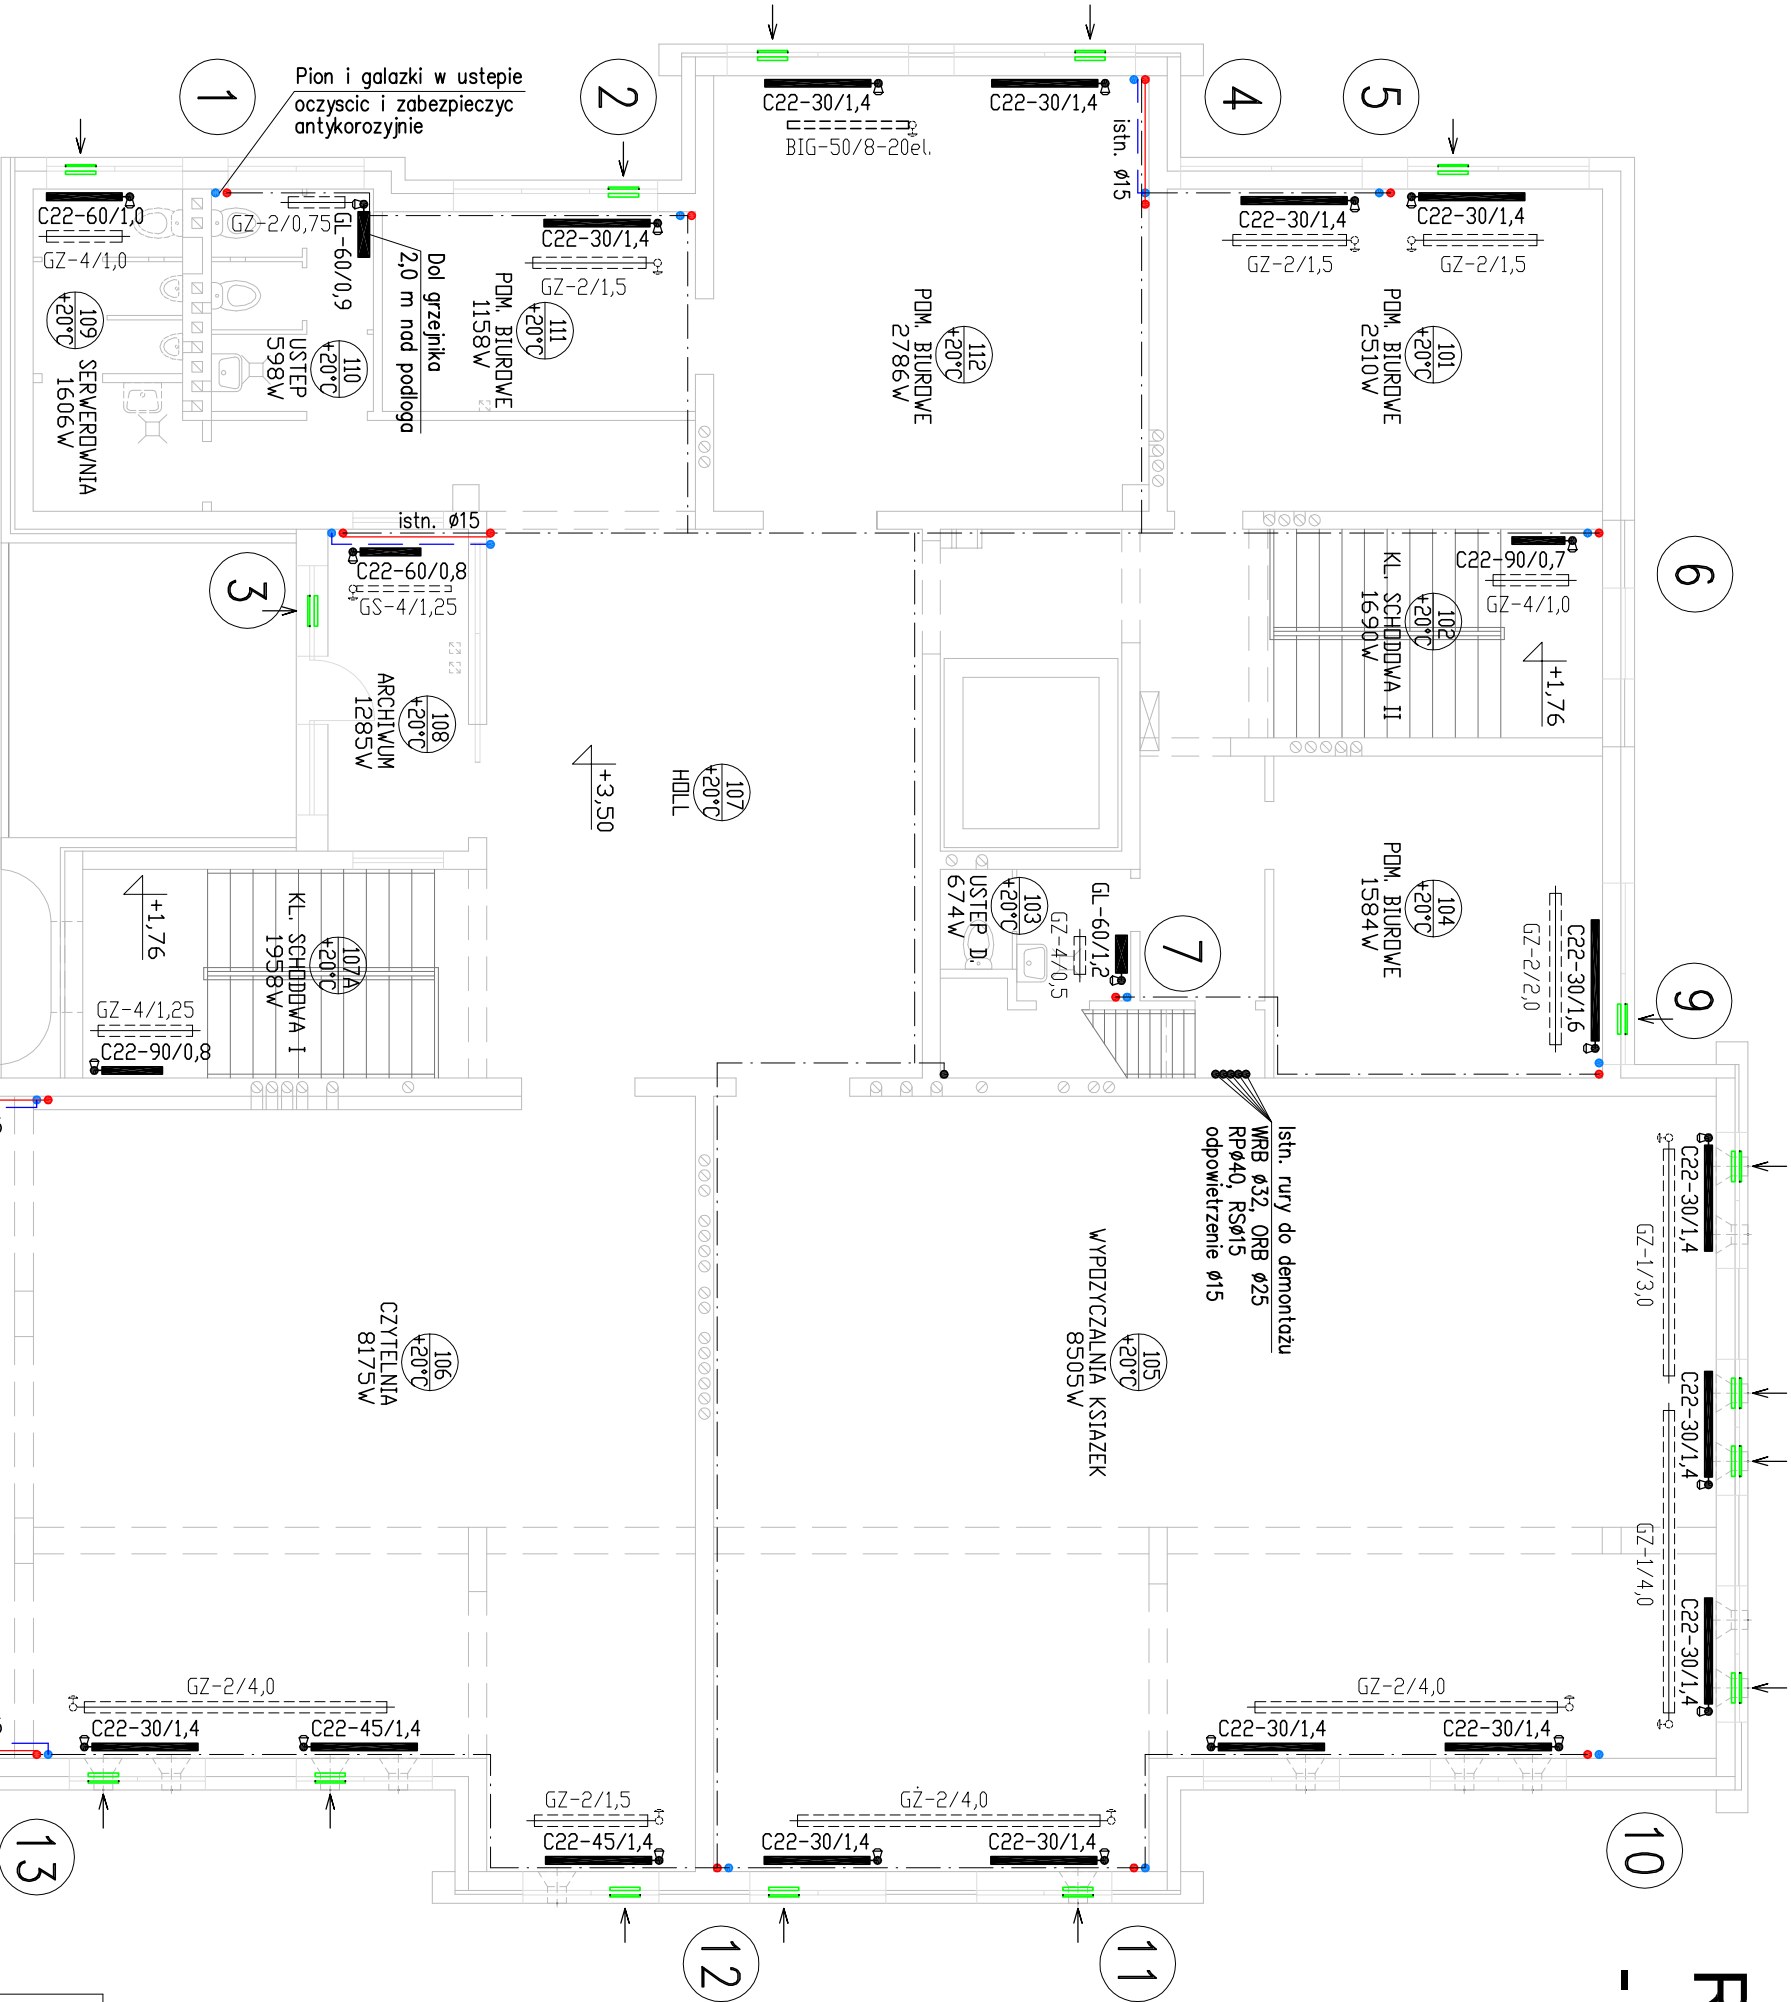 1
Pion i galazki w ustepie
oczyscic i zabezpieczyc
antykorozyjnie
2
4
5
C22-30/1,4
C22-30/1,4
BIG-50/8-20el.
istn. ø15
C22-60/1,0
GZ-4/1,0
GZ-2/0,75
GL-60/0,9
C22-30/1,4
GZ-2/1,5
C22-30/1,4
GZ-2/1,5
C22-30/1,4
GZ-2/1,5
Dol grzejnika
2,0 m nad podloga
109
+20°C
SERWEROWNIA
1606W
110
+20°C
USTEP
598W
111
+20°C
POM. BIUROWE
1158W
112
+20°C
POM. BIUROWE
2786W
101
+20°C
POM. BIUROWE
2510W
istn. ø15
3
C22-60/0,8
GS-4/1,25
108
+20°C
ARCHIWUM
1285W
C22-90/0,7
GZ-4/1,0
102
+20°C
KL. SCHODOWA II
1690W
+1,76
6
107
+20°C
HOLL
+3,50
+1,76
107A
+20°C
KL. SCHODOWA I
1958W
GZ-4/1,25
C22-90/0,8
103
+20°C
USTEP D.
674W
GL-60/1,2
GZ-4/0,5
7
104
+20°C
POM. BIUROWE
1584W
C22-30/1,6
GZ-2/2,0
9
Istn. rury do demontażu
WRB ø32, ORB ø25
RPø40, RSø15
odpowietrzenie ø15
106
+20°C
CZYTELNIA
8175W
105
+20°C
WYPOZYCZALNIA KSIAZEK
8505W
C22-30/1,4
GZ-1/3,0
C22-30/1,4
GZ-1/4,0
C22-30/1,4
GZ-2/4,0
C22-30/1,4
C22-45/1,4
GZ-2/4,0
C22-30/1,4
C22-30/1,4
GZ-2/1,5
C22-45/1,4
GŻ-2/4,0
C22-30/1,4
C22-30/1,4
13
12
11
10
R
-